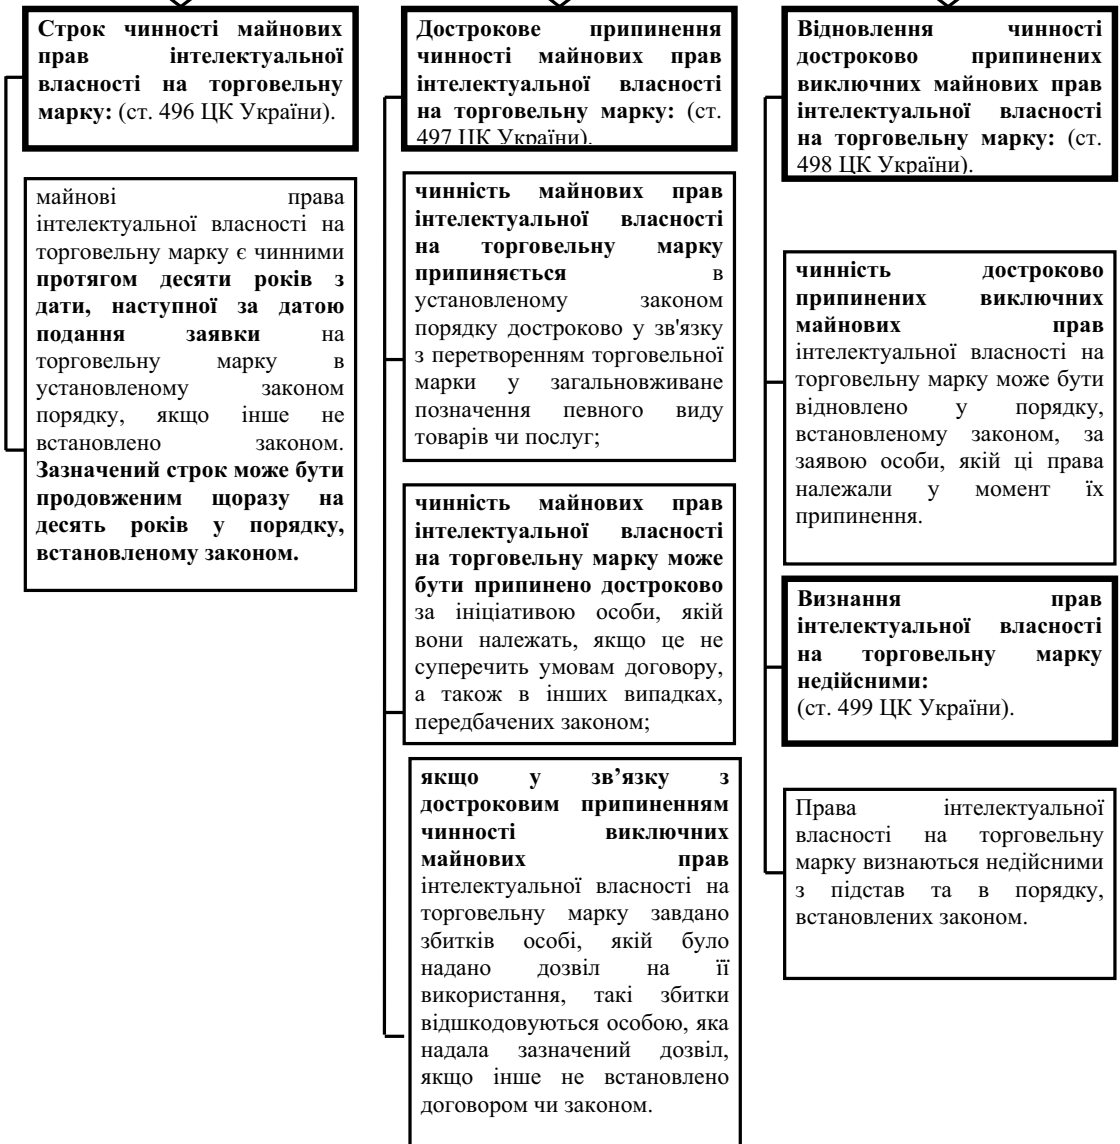 Строк чинності майнових
прав інтелектуальної
власності на торговельну
марку: (ст. 496 ЦК України).
майнові права
інтелектуальної власності на
торговельну марку є чинними
протягом десяти років з
дати, наступної за датою
подання заявки на
торговельну марку в
установленому законом
порядку, якщо інше не
встановлено законом.
Зазначений строк може бути
продовженим щоразу на
десять років у порядку,
встановленому законом.
Дострокове припинення
чинності майнових прав
інтелектуальної власності
на торговельну марку: (ст.
497 ЦК України).
чинність майнових прав
інтелектуальної власності
на торговельну марку
припиняється в
установленому законом
порядку достроково у зв'язку
з перетворенням торговельної
марки у загальновживане
позначення певного виду
товарів чи послуг;
чинність майнових прав
інтелектуальної власності
на торговельну марку може
бути припинено достроково
за ініціативою особи, якій
вони належать, якщо це не
суперечить умовам договору,
а також в інших випадках,
передбачених законом;
якщо у зв’язку з
достроковим припиненням
чинності виключних
майнових прав
інтелектуальної власності на
торговельну марку завдано
збитків особі, якій було
надано дозвіл на її
використання, такі збитки
відшкодовуються особою, яка
надала зазначений дозвіл,
якщо інше не встановлено
договором чи законом.
Відновлення чинності
достроково припинених
виключних майнових прав
інтелектуальної власності
на торговельну марку: (ст.
498 ЦК України).
чинність достроково
припинених виключних
майнових прав
інтелектуальної власності на
торговельну марку може бути
відновлено у порядку,
встановленому законом, за
заявою особи, якій ці права
належали у момент їх
припинення.
Визнання прав
інтелектуальної власності
на торговельну марку
недійсними:
(ст. 499 ЦК України).
Права інтелектуальної
власності на торговельну
марку визнаються недійсними
з підстав та в порядку,
встановлених законом.